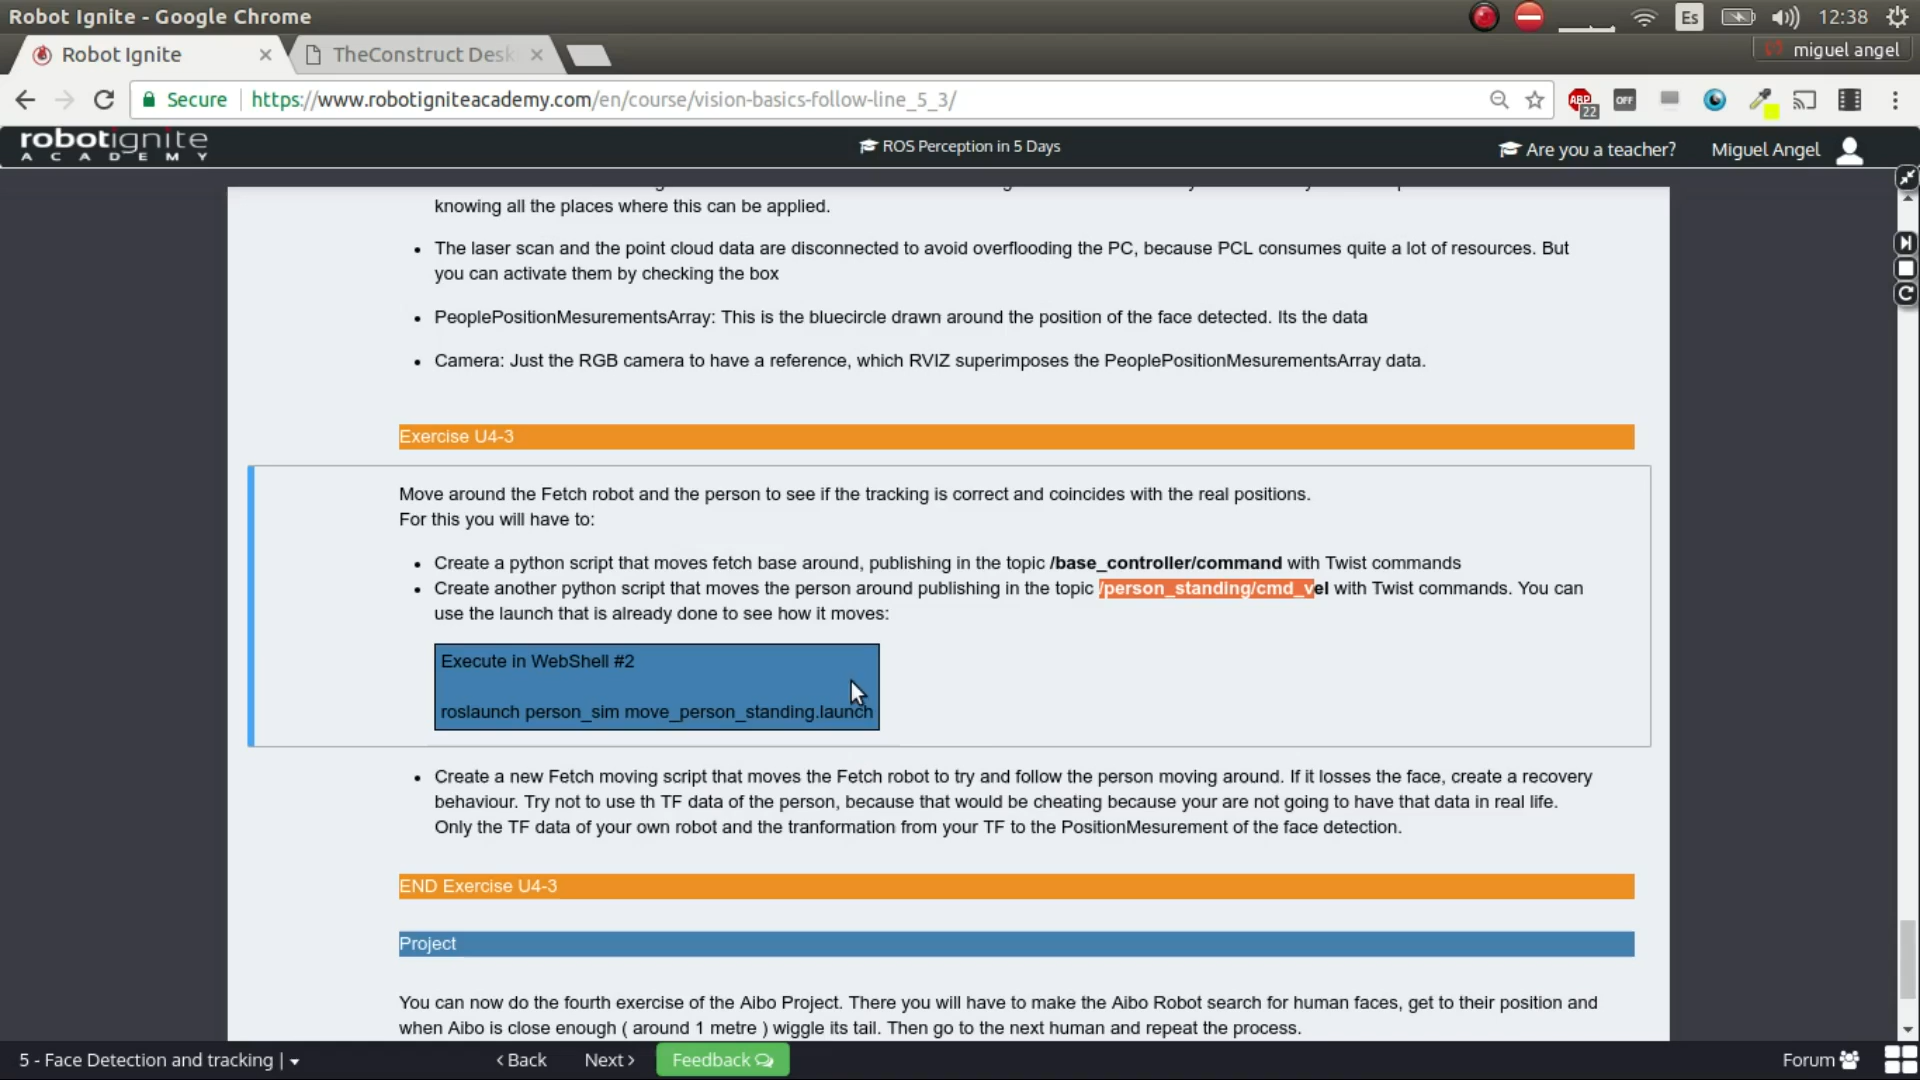 Robot Ignite - Google Chrome
Es
12:38
Robot Ignite
TheConstruct Desk
miguel angel
Secure
https://www.robotigniteacademy.com/en/course/vision-basics-follow-line_5_3/
ABP
22
OFF
robotignite
ACADEMY
ROS Perception in 5 Days
Are you a teacher?
Miguel Angel
knowing all the places where this can be applied.
The laser scan and the point cloud data are disconnected to avoid overflooding the PC, because PCL consumes quite a lot of resources. But
you can activate them by checking the box
PeoplePositionMesurementsArray: This is the bluecircle drawn around the position of the face detected. Its the data
Camera: Just the RGB camera to have a reference, which RVIZ superimposes the PeoplePositionMesurementsArray data.
Exercise U4-3
Move around the Fetch robot and the person to see if the tracking is correct and coincides with the real positions.
For this you will have to:
Create a python script that moves fetch base around, publishing in the topic /base_controller/command with Twist commands
Create another python script that moves the person around publishing in the topic /person_standing/cmd_vel with Twist commands. You can
use the launch that is already done to see how it moves:
Execute in WebShell #2
roslaunch person_sim move_person_standing.launch
Create a new Fetch moving script that moves the Fetch robot to try and follow the person moving around. If it losses the face, create a recovery
behaviour. Try not to use th TF data of the person, because that would be cheating because your are not going to have that data in real life.
Only the TF data of your own robot and the tranformation from your TF to the PositionMesurement of the face detection.
END Exercise U4-3
Project
You can now do the fourth exercise of the Aibo Project. There you will have to make the Aibo Robot search for human faces, get to their position and
when Aibo is close enough ( around 1 metre ) wiggle its tail. Then go to the next human and repeat the process.
5 - Face Detection and tracking |
‹ Back
Next ›
Feedback
Forum